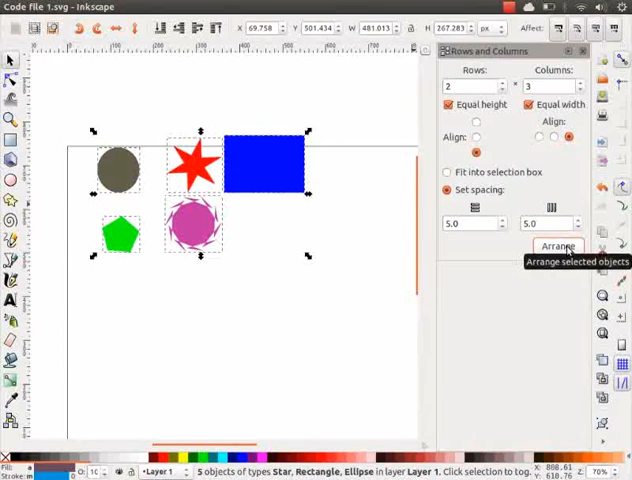 Code file 1.svg - Inkscape
X: 69.758 Y: 501.434 W: 481.013 H: 267.283 px Affect:
Rows and Columns
Rows: Columns:
2 × 3
Equal height Equal width
Align: Align:
Fit into selection box
Set spacing:
5.0 5.0
Arrange
Arrange selected objects
Fill: a
Stroke: m
O: 10
Layer 1
5 objects of types Star, Rectangle, Ellipse in layer Layer 1. Click selection to tog.
X: 808.61
Y: 610.76
Z: 70%